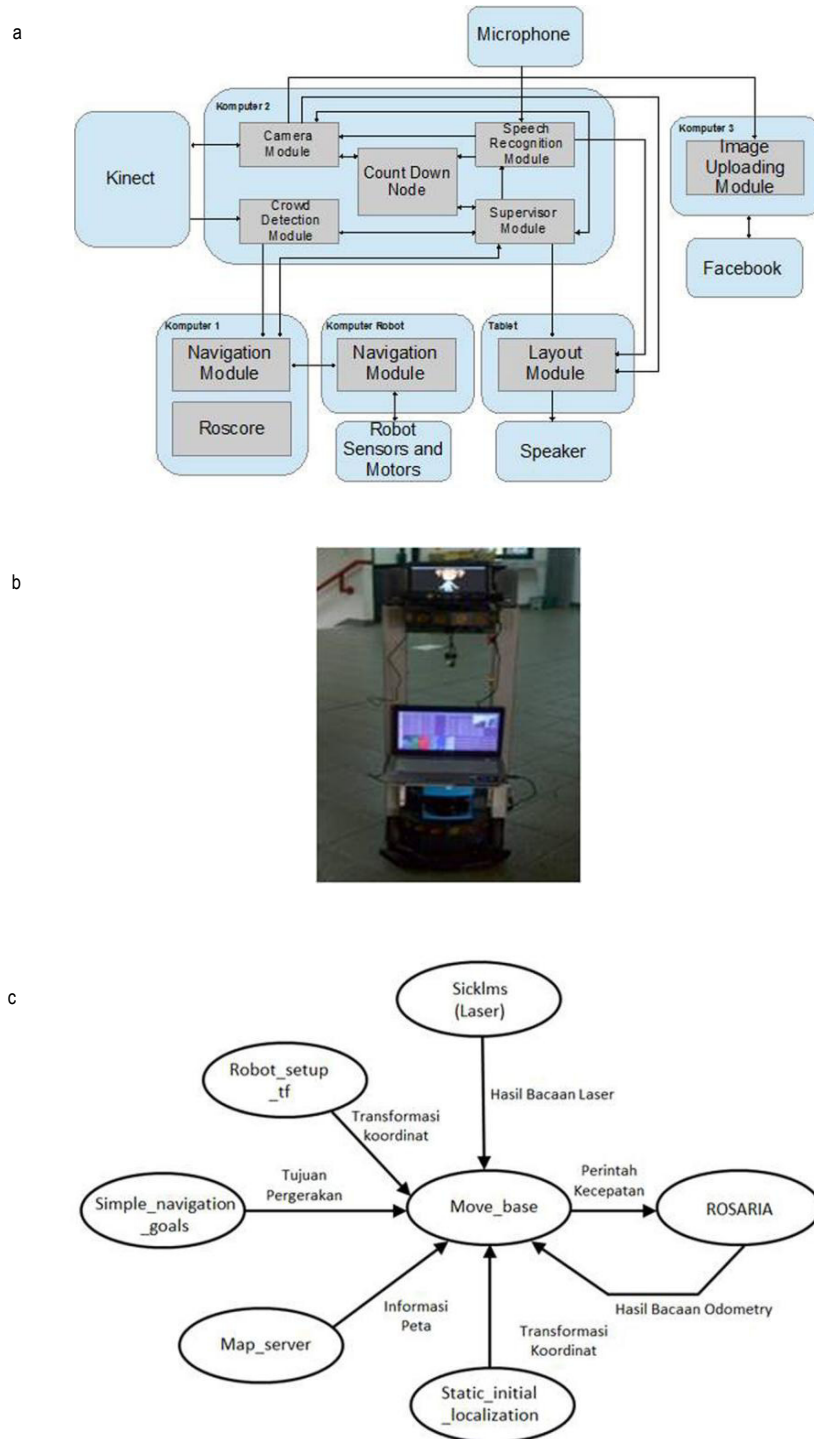 a
Microphone
Komputer 2
Camera
Module
Speech
Recognition
Module
Komputer 3
Image
Uploading
Module
Kinect
Count Down
Node
Crowd
Detection
Module
Supervisor
Module
Facebook
Komputer 1
Navigation
Module
Roscore
Komputer Robot
Navigation
Module
Robot
Sensors and
Motors
Tablet
Layout
Module
Speaker
b
c
Sicklms
(Laser)
Robot_setup
_tf
Hasil Bacaan Laser
Transformasi
koordinat
Tujuan
Pergerakan
Perintah
Kecepatan
Simple_navigation
_goals
Move_base
ROSARIA
Informasi
Peta
Hasil Bacaan Odometry
Map_server
Transformasi
Koordinat
Static_initial
_localization